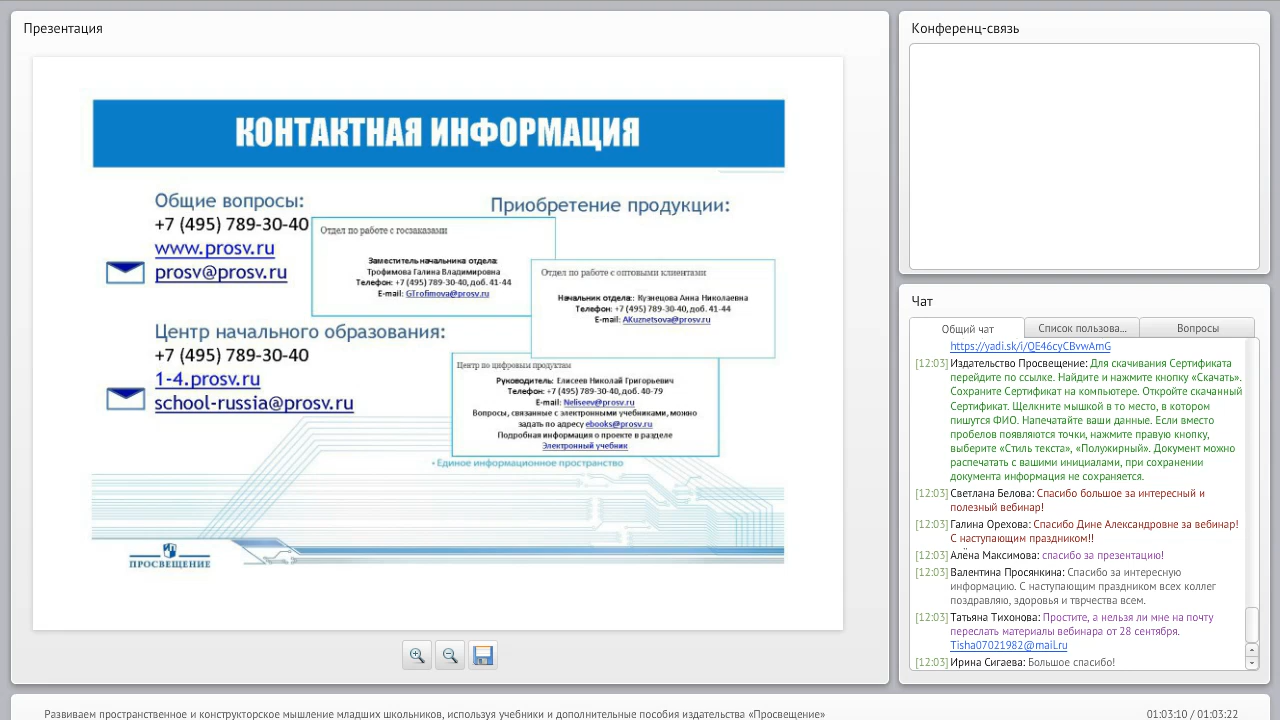 Презентация
КОНТАКТНАЯ ИНФОРМАЦИЯ
Общие вопросы:
+7 (495) 789-30-40
www.prosv.ru
prosv@prosv.ru
Центр начального образования:
+7 (495) 789-30-40
1-4.prosv.ru
school-russia@prosv.ru
Приобретение продукции:
Отдел по работе с госзаказами
Заместитель начальника отдела:
Трофимова Галина Владимировна
Телефон: +7 (495) 789-30-40, доб. 41-44
E-mail: GTrofimova@prosv.ru
Отдел по работе с оптовыми клиентами
Начальник отдела:: Кузнецова Анна Николаевна
Телефон: +7 (495) 789-30-40, доб. 41-44
E-mail: AKuznetsova@prosv.ru
Центр по цифровым продуктам
Руководитель: Елисеев Николай Григорьевич
Телефон: +7 (495) 789-30-40, доб. 40-79
E-mail: Neliseev@prosv.ru
Вопросы, связанные с электронными учебниками, можно
задать по адресу ebooks@prosv.ru
Подробная информация о проекте в разделе
Электронный учебник
• Единое информационное пространство
ПРОСВЕЩЕНИЕ
Конференц-связь
Чат
Общий чат
Список пользова...
Вопросы
https://yadi.sk/i/QE46cyCBvwAmG
[12:03] Издательство Просвещение: Для скачивания Сертификата
перейдите по ссылке. Найдите и нажмите кнопку «Скачать».
Сохраните Сертификат на компьютере. Откройте скачанный
Сертификат. Щелкните мышкой в то место, в котором
пишутся ФИО. Напечатайте ваши данные. Если вместо
пробелов появляются точки, нажмите правую кнопку,
выберите «Стиль текста», «Полужирный». Документ можно
распечатать с вашими инициалами, при сохранении
документа информация не сохраняется.
[12:03] Светлана Белова: Спасибо большое за интересный и
полезный вебинар!
[12:03] Галина Орехова: Спасибо Дине Александровне за вебинар!
С наступающим праздником!!
[12:03] Алёна Максимова: спасибо за презентацию!
[12:03] Валентина Просянкина: Спасибо за интересную
информацию. С наступающим праздником всех коллег
поздравляю, здоровья и тврчества всем.
[12:03] Татьяна Тихонова: Простите, а нельзя ли мне на почту
переслать материалы вебинара от 28 сентября.
Tisha07021982@mail.ru
[12:03] Ирина Сигаева: Большое спасибо!
Развиваем пространственное и конструкторское мышление младших школьников, используя учебники и дополнительные пособия издательства «Просвещение»
01:03:10 / 01:03:22